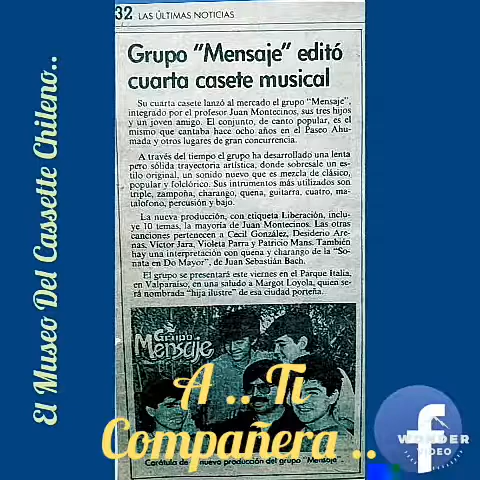 32 LAS ÚLTIMAS NOTICIAS
Grupo "Mensaje" editó
cuarta casete musical
Su cuarta casete lanzó al mercado el grupo "Mensaje",
integrado por el profesor Juan Montecinos, sus tres hijos
y un joven amigo. El conjunto, de canto popular, es el
mismo que cantaba hace ocho años en el Paseo Ahu-
mada y otros lugares de gran concurrencia.
A través del tiempo el grupo ha desarrollado una lenta
pero sólida trayectoria artística, donde sobresale un es-
tilo original, un sonido nuevo que es mezcla de clásico,
popular y folclórico. Sus instrumentos más utilizados son
triple, zampoña, charango, quena, guitarra, cuatro, ma-
talófono, percusión y bajo.
La nueva producción, con etiqueta Liberación, inclu-
ye 10 temas, la mayoría de Juan Montecinos. Las otras
canciones pertenecen a Cecil González, Desiderio Are-
nas, Víctor Jara, Violeta Parra y Patricio Mans. También
hay una interpretación con quena y charango de la "So-
nata en Do Mayor", de Juan Sebastián Bach.
El grupo se presentará este viernes en el Parque Italia,
en Valparaíso, en una saludo a Margot Loyola, quien se-
rá nombrada "hija ilustre" de esa ciudad porteña.
Grupo
Mensaje
Carátula de nueva producción del grupo "Mensaje".
El Museo Del Cassette Chileno..
A .. Ti
Compañera ..
f
WONDER
VIDEO